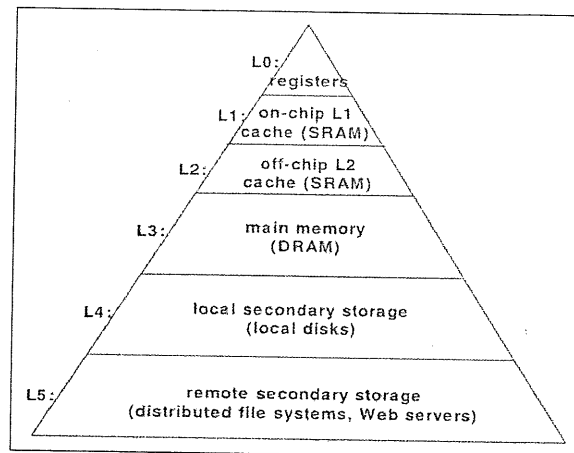 L0:
registers
L1: on-chip L1
cache (SRAM)
off-chip L2
L2: cache (SRAM)
L3: main memory
(DRAM)
L4: local secondary storage
(local disks)
L5: remote secondary storage
(distributed file systems, Web servers)